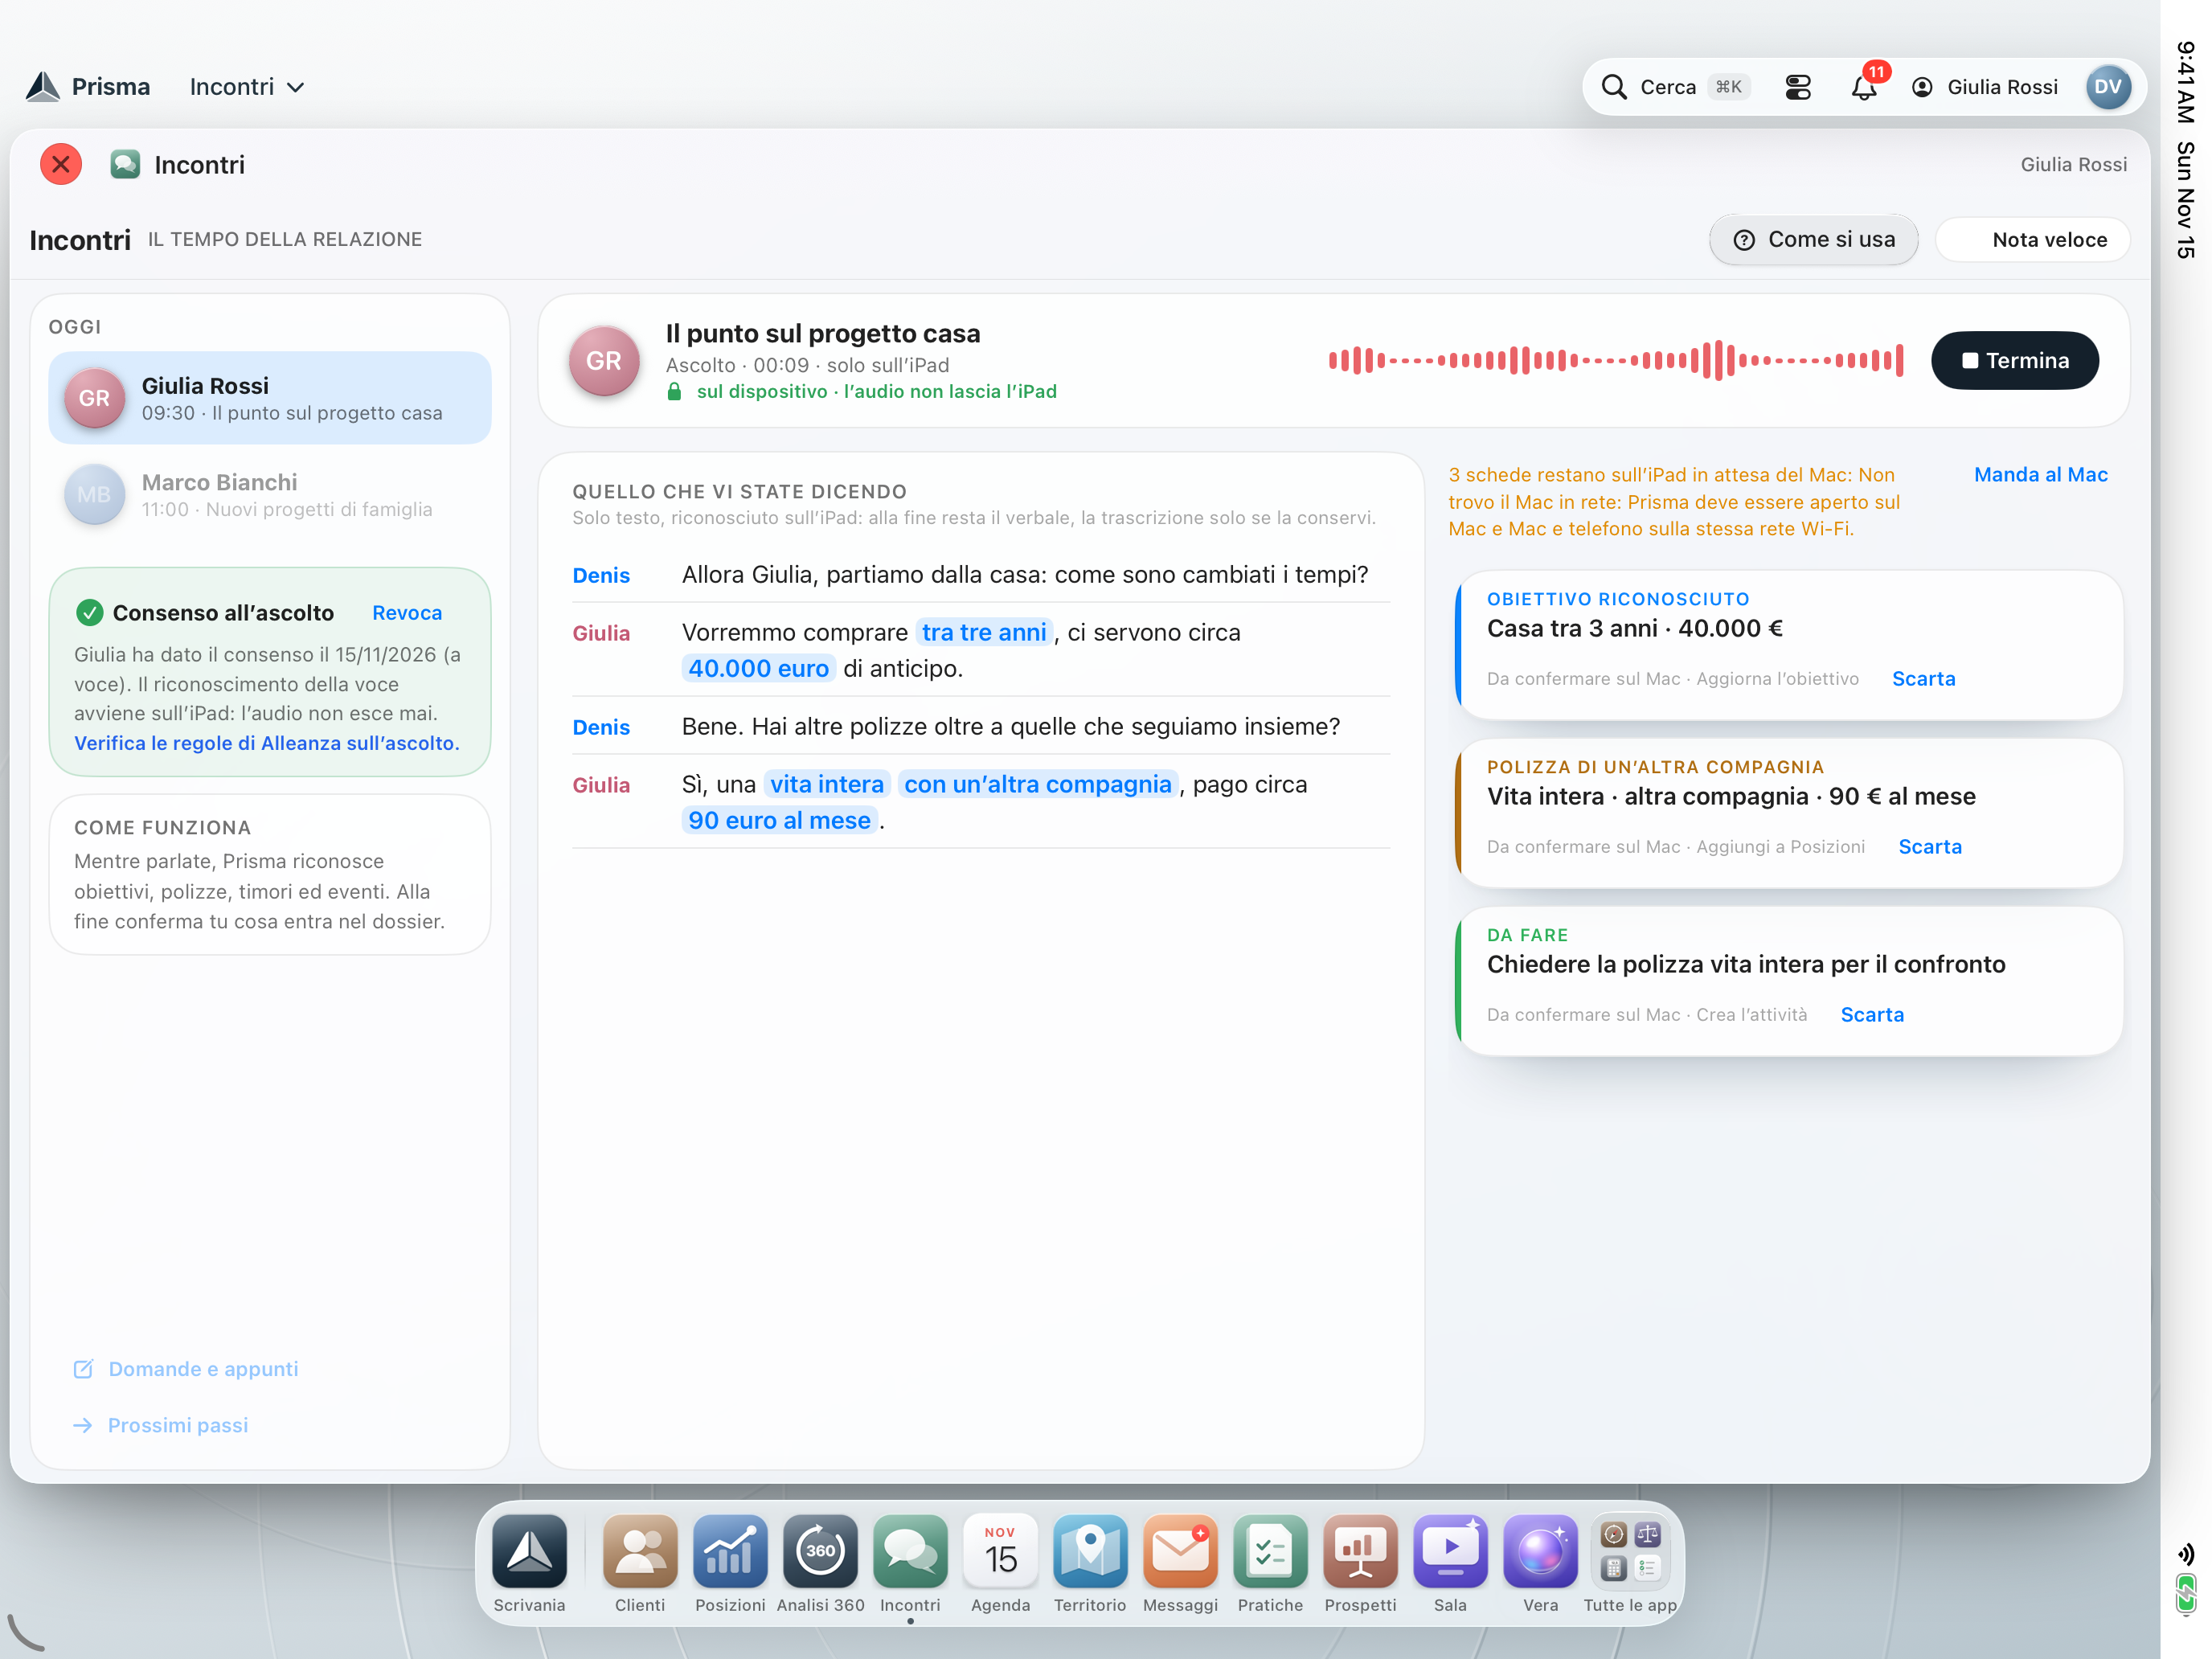 Prisma
Incontri
Cerca ⌘K
11
Giulia Rossi
DV
9:41 AM Sun Nov 15
Incontri
Giulia Rossi
Incontri IL TEMPO DELLA RELAZIONE
Come si usa
Nota veloce
OGGI
GR
Giulia Rossi
09:30 · Il punto sul progetto casa
MB
Marco Bianchi
11:00 · Nuovi progetti di famiglia
Consenso all’ascolto Revoca
Giulia ha dato il consenso il 15/11/2026 (a
voce). Il riconoscimento della voce
avviene sull’iPad: l’audio non esce mai.
Verifica le regole di Alleanza sull’ascolto.
COME FUNZIONA
Mentre parlate, Prisma riconosce
obiettivi, polizze, timori ed eventi. Alla
fine conferma tu cosa entra nel dossier.
Domande e appunti
Prossimi passi
GR
Il punto sul progetto casa
Ascolto · 00:09 · solo sull’iPad
sul dispositivo · l’audio non lascia l’iPad
Termina
QUELLO CHE VI STATE DICENDO
Solo testo, riconosciuto sull’iPad: alla fine resta il verbale, la trascrizione solo se la conservi.
Denis Allora Giulia, partiamo dalla casa: come sono cambiati i tempi?
Giulia Vorremmo comprare tra tre anni, ci servono circa
40.000 euro di anticipo.
Denis Bene. Hai altre polizze oltre a quelle che seguiamo insieme?
Giulia Sì, una vita intera con un’altra compagnia, pago circa
90 euro al mese.
3 schede restano sull’iPad in attesa del Mac: Non
trovo il Mac in rete: Prisma deve essere aperto sul
Mac e Mac e telefono sulla stessa rete Wi-Fi.
Manda al Mac
OBIETTIVO RICONOSCIUTO
Casa tra 3 anni · 40.000 €
Da confermare sul Mac · Aggiorna l’obiettivo Scarta
POLIZZA DI UN’ALTRA COMPAGNIA
Vita intera · altra compagnia · 90 € al mese
Da confermare sul Mac · Aggiungi a Posizioni Scarta
DA FARE
Chiedere la polizza vita intera per il confronto
Da confermare sul Mac · Crea l’attività Scarta
360
NOV
15
Scrivania
Clienti
Posizioni
Analisi 360
Incontri
Agenda
Territorio
Messaggi
Pratiche
Prospetti
Sala
Vera
Tutte le app